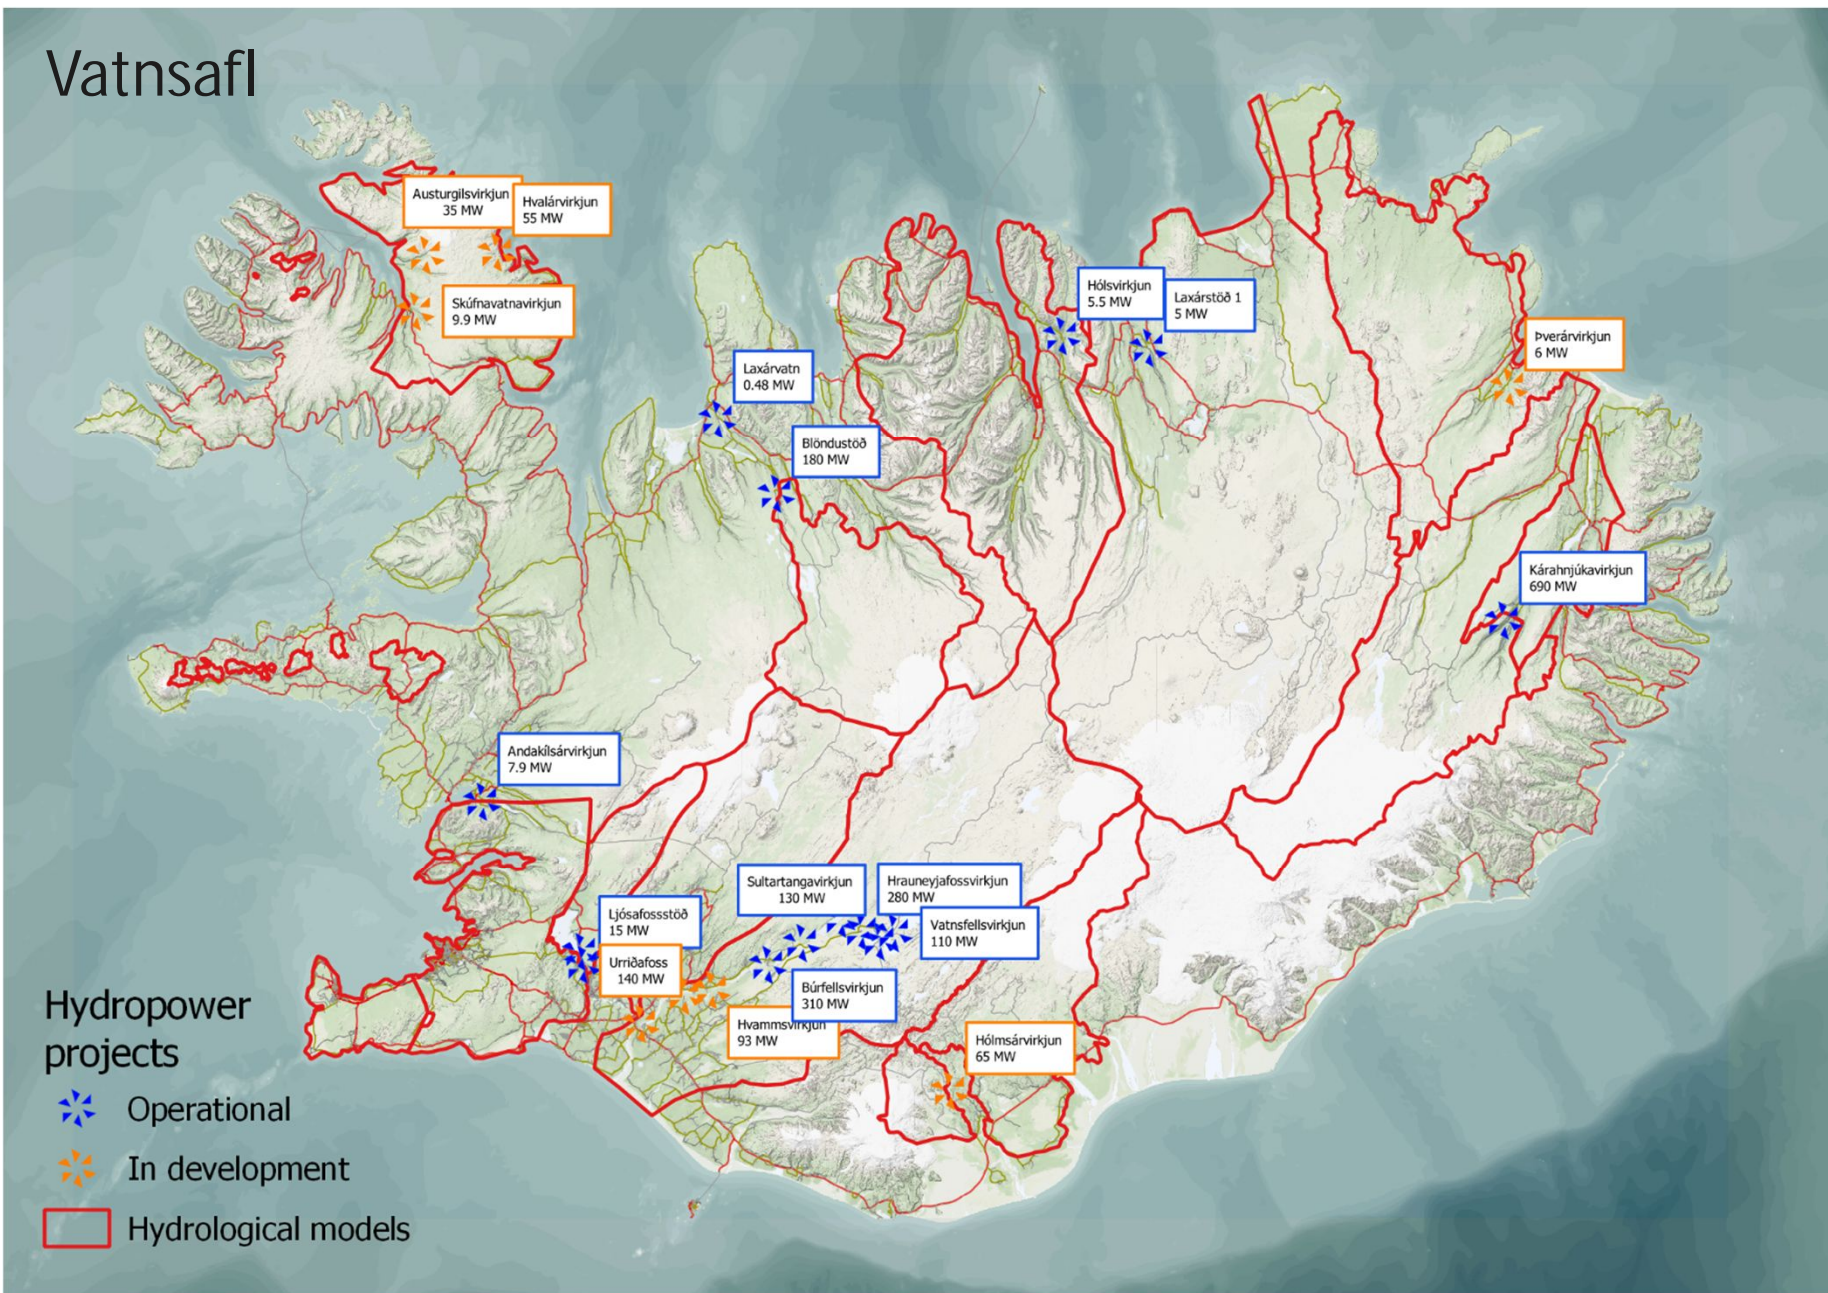 Vatnsafl
Austurgilsvirkjun
35 MW
Hvalárvirkjun
55 MW
Skúfnavatnavirkjun
9.9 MW
Hólsvirkjun
5.5 MW
Laxárstöð 1
5 MW
Þverárvirkjun
6 MW
Laxárvatn
0.48 MW
Blöndustöð
180 MW
Kárahnjúkavirkjun
690 MW
Andakílsárvirkjun
7.9 MW
Sultartangavirkjun
130 MW
Hrauneyjafossvirkjun
280 MW
Ljósafossstöð
15 MW
Vatnsfellsvirkjun
110 MW
Urriðafoss
140 MW
Búrfellsvirkjun
310 MW
Hvammsvirkjun
93 MW
Hólmsárvirkjun
65 MW
Hydropower
projects
Operational
In development
Hydrological models